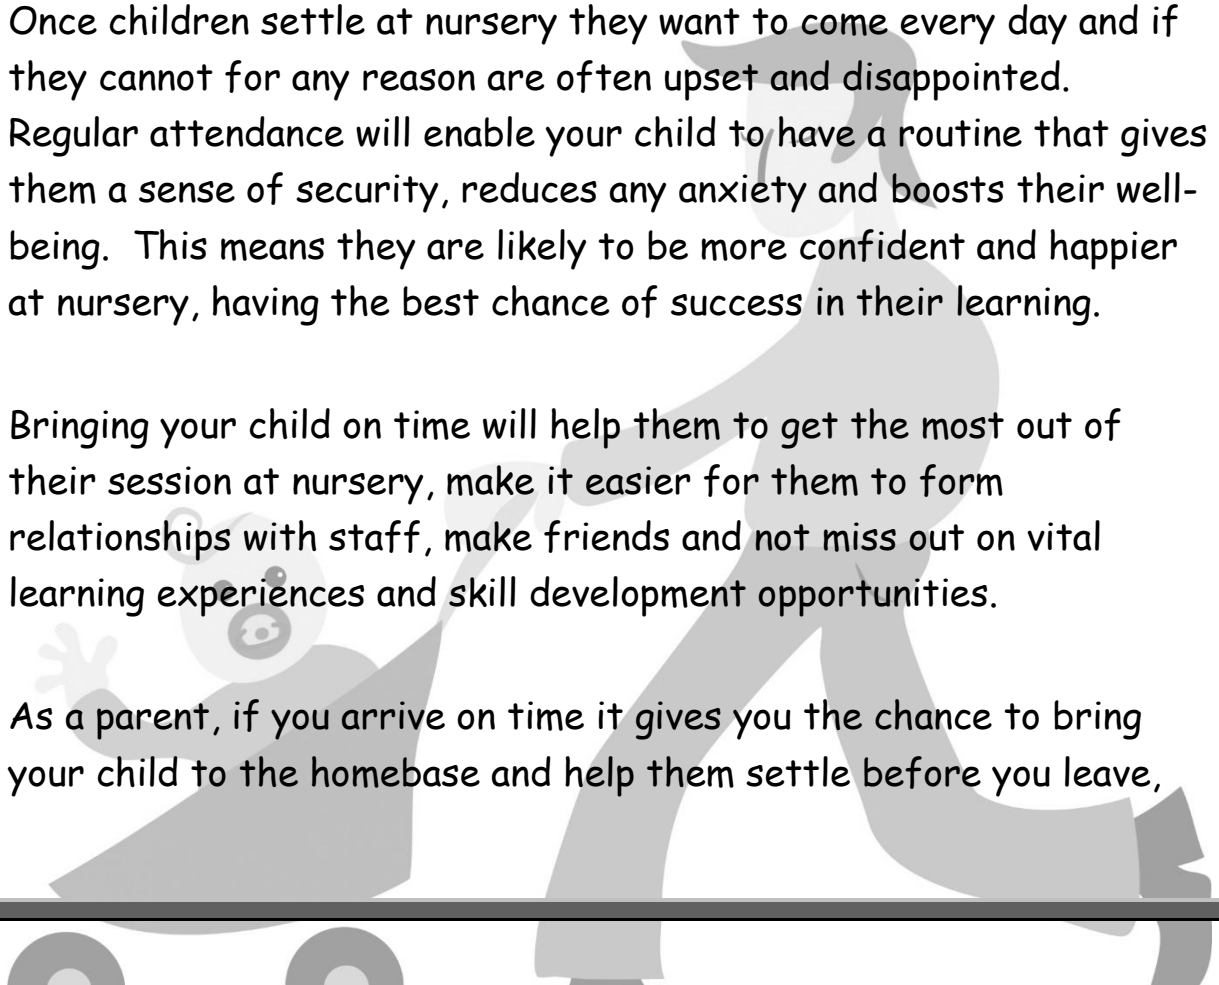 Once children settle at nursery they want to come every day and if
they cannot for any reason are often upset and disappointed.
Regular attendance will enable your child to have a routine that gives
them a sense of security, reduces any anxiety and boosts their well-
being.  This means they are likely to be more confident and happier
at nursery, having the best chance of success in their learning.
Bringing your child on time will help them to get the most out of
their session at nursery, make it easier for them to form
relationships with staff, make friends and not miss out on vital
learning experiences and skill development opportunities.
As a parent, if you arrive on time it gives you the chance to bring
your child to the homebase and help them settle before you leave,